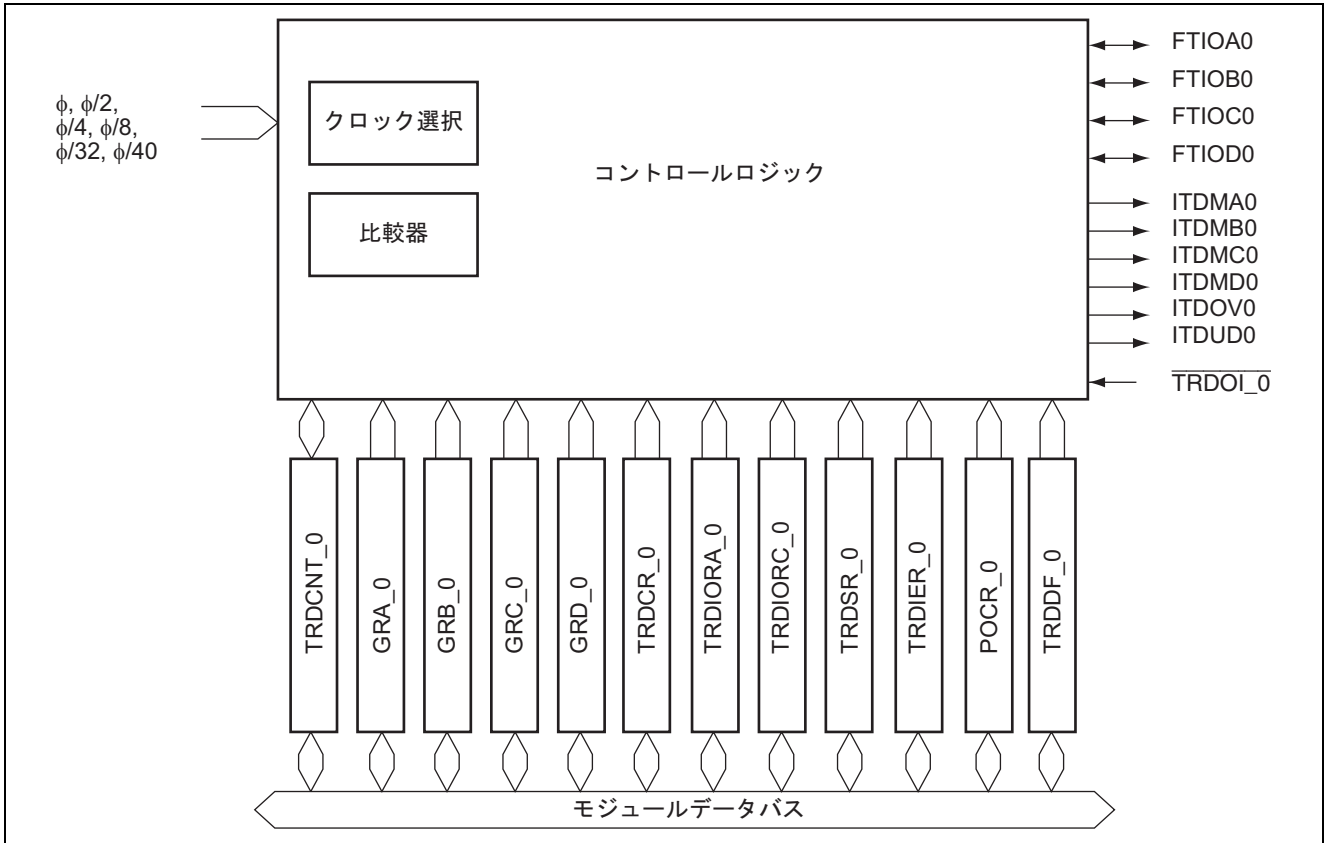 φ, φ/2,
φ/4, φ/8,
φ/32, φ/40
クロック選択
比較器
コントロールロジック
FTIOA0
FTIOB0
FTIOC0
FTIOD0
ITDMA0
ITDMB0
ITDMC0
ITDMD0
ITDOV0
ITDUD0
TRDOI_0
TRDCNT_0
GRA_0
GRB_0
GRC_0
GRD_0
TRDCR_0
TRDIORA_0
TRDIORC_0
TRDSR_0
TRDIER_0
POCR_0
TRDDF_0
モジュールデータバス